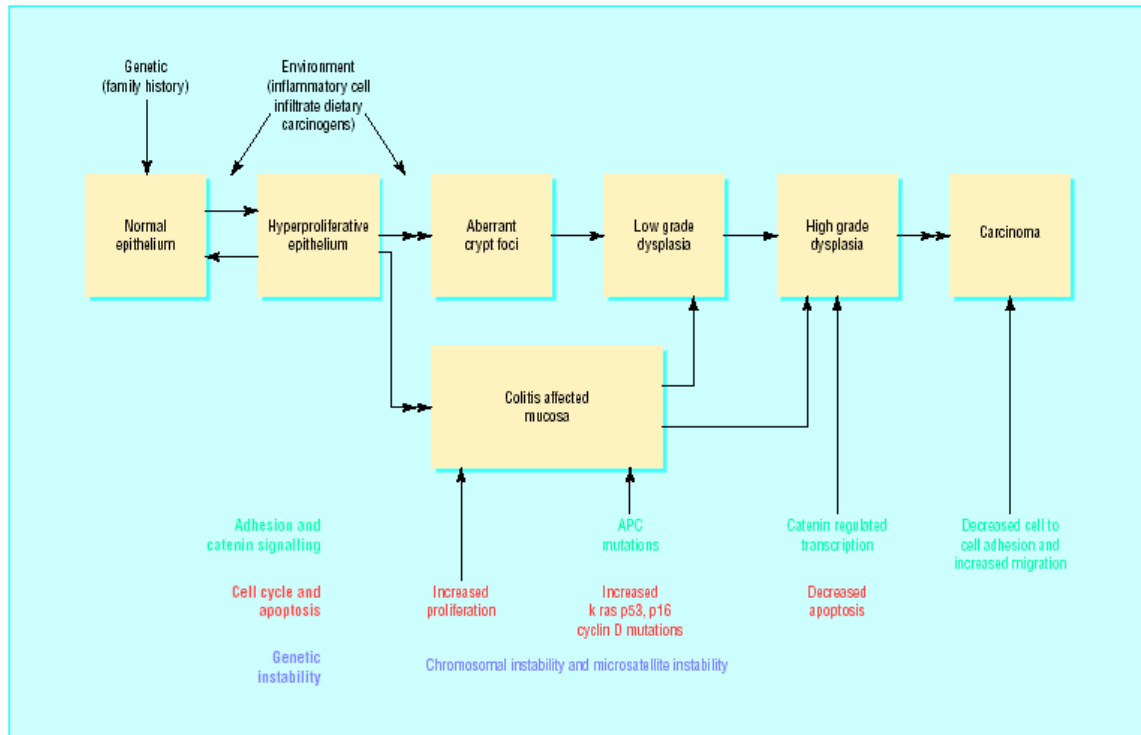 Genetic
(family history)
Environment
(inflammatory cell
infiltrate dietary
carcinogens)
Normal
epithelium
Hyperproliferative
epithelium
Aberrant
crypt foci
Low grade
dysplasia
High grade
dysplasia
Carcinoma
Colitis affected
mucosa
Adhesion and
catenin signalling
APC
mutations
Catenin regulated
transcription
Decreased cell to
cell adhesion and
increased migration
Cell cycle and
apoptosis
Increased
proliferation
Increased
k ras p53, p16
cyclin D mutations
Decreased
apoptosis
Genetic
instability
Chromosomal instability and microsatellite instability